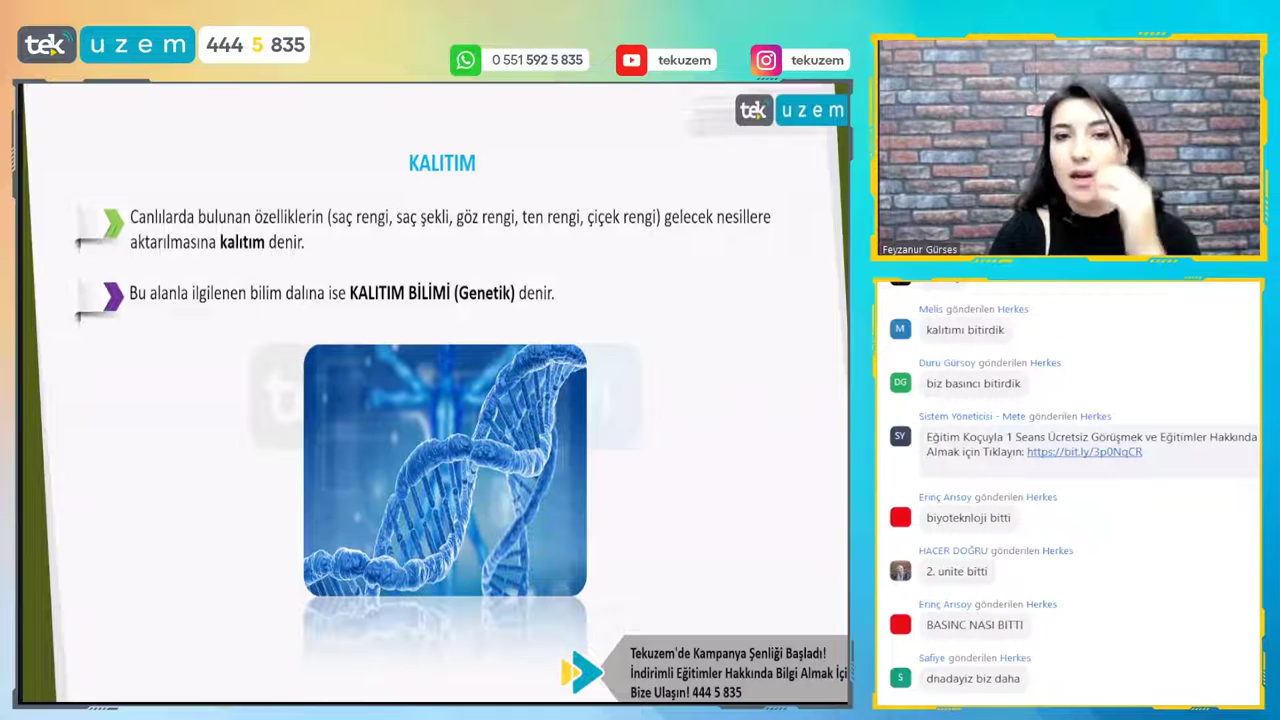 tek uzem 444 5 835
0 551 592 5 835
tekuzem
tekuzem
tek uzem
KALITIM
Canlılarda bulunan özelliklerin (saç rengi, saç şekli, göz rengi, ten rengi, çiçek rengi) gelecek nesillere
aktarılmasına kalıtım denir.
Bu alanla ilgilenen bilim dalına ise KALITIM BİLİMİ (Genetik) denir.
Tekuzem'de Kampanya Şenliği Başladı!
İndirimli Eğitimler Hakkında Bilgi Almak İçi
Bize Ulaşın! 444 5 835
Feyzanur Gürses
Melis gönderilen Herkes
M
kalıtımı bitirdik
Duru Gürsoy gönderilen Herkes
DG
biz basıncı bitirdik
Sistem Yöneticisi - Mete gönderilen Herkes
SY
Eğitim Koçuyla 1 Seans Ücretsiz Görüşmek ve Eğitimler Hakkında
Almak için Tıklayın: https://bit.ly/3p0NqCR
Erinç Arısoy gönderilen Herkes
biyoteknloji bitti
HACER DOĞRU gönderilen Herkes
2. unite bitti
Erinç Arısoy gönderilen Herkes
BASINC NASI BITTI
Safiye gönderilen Herkes
S
dnadayiz biz daha